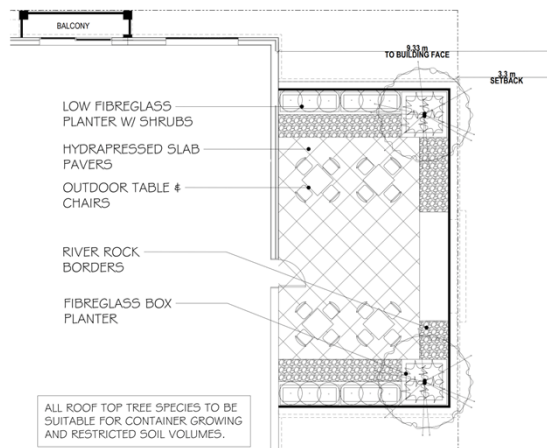 BALCONY
9.33 m
TO BUILDING FACE
3.3 m
SETBACK
LOW FIBREGLASS
PLANTER W/ SHRUBS
HYDRAPRESSED SLAB
PAVERS
OUTDOOR TABLE &
CHAIRS
RIVER ROCK
BORDERS
FIBREGLASS BOX
PLANTER
ALL ROOF TOP TREE SPECIES TO BE
SUITABLE FOR CONTAINER GROWING
AND RESTRICTED SOIL VOLUMES.